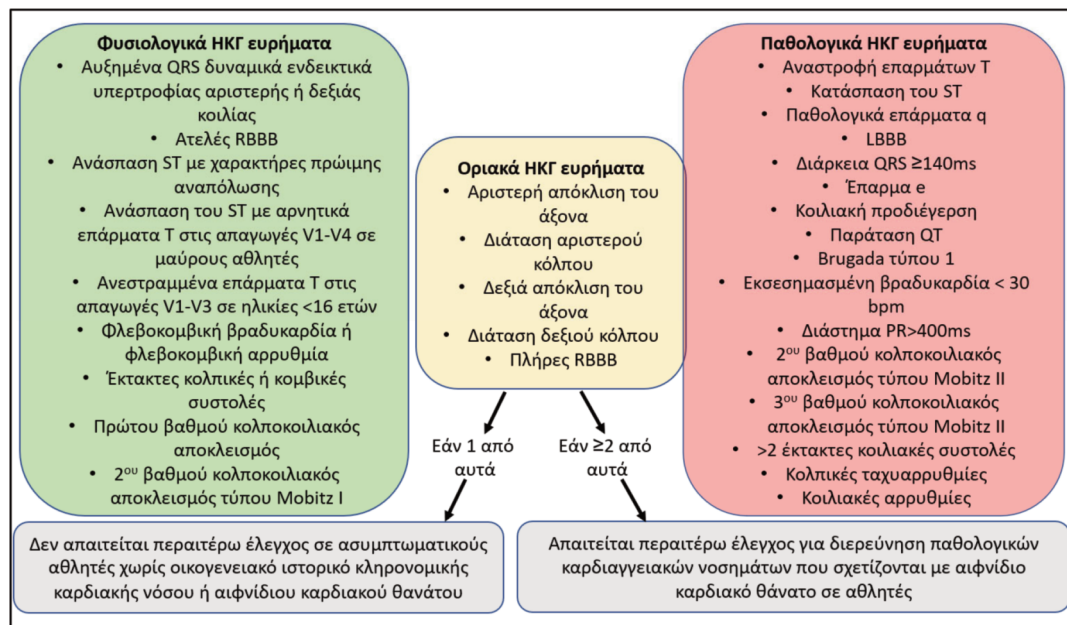 Φυσιολογικά ΗΚΓ ευρήματα
• Αυξημένα QRS δυναμικά ενδεικτικά
υπερτροφίας αριστερής ή δεξιάς
κοιλίας
• Ατελές RBBB
• Ανάσπαση ST με χαρακτήρες πρώιμης
αναπόλωσης
• Ανάσπαση του ST με αρνητικά
επάρματα Τ στις απαγωγές V1-V4 σε
μαύρους αθλητές
• Ανεστραμμένα επάρματα Τ στις
απαγωγές V1-V3 σε ηλικίες <16 ετών
• Φλεβοκομβική βραδυκαρδία ή
φλεβοκομβική αρρυθμία
• Έκτακτες κολπικές ή κομβικές
συστολές
• Πρώτου βαθμού κολποκοιλιακός
αποκλεισμός
• 2ου βαθμού κολποκοιλιακός
αποκλεισμός τύπου Mobitz I
Οριακά ΗΚΓ ευρήματα
• Αριστερή απόκλιση του
άξονα
• Διάταση αριστερού
κόλπου
• Δεξιά απόκλιση του
άξονα
• Διάταση δεξιού κόλπου
• Πλήρες RBBB
Παθολογικά ΗΚΓ ευρήματα
• Αναστροφή επαρμάτων Τ
• Κατάσπαση του ST
• Παθολογικά επάρματα q
• LBBB
• Διάρκεια QRS ≥140ms
• Έπαρμα e
• Κοιλιακή προδιέγερση
• Παράταση QT
• Brugada τύπου 1
• Εκσεσημασμένη βραδυκαρδία < 30
bpm
• Διάστημα PR>400ms
• 2ου βαθμού κολποκοιλιακός
αποκλεισμός τύπου Mobitz II
• 3ου βαθμού κολποκοιλιακός
αποκλεισμός τύπου Mobitz II
• >2 έκτακτες κοιλιακές συστολές
• Κολπικές ταχυαρρυθμίες
• Κοιλιακές αρρυθμίες
Εάν 1 από
αυτά
Εάν ≥2 από
αυτά
Δεν απαιτείται περαιτέρω έλεγχος σε ασυμπτωματικούς
αθλητές χωρίς οικογενειακό ιστορικό κληρονομικής
καρδιακής νόσου ή αιφνίδιου καρδιακού θανάτου
Απαιτείται περαιτέρω έλεγχος για διερεύνηση παθολογικών
καρδιαγγειακών νοσημάτων που σχετίζονται με αιφνίδιο
καρδιακό θάνατο σε αθλητές